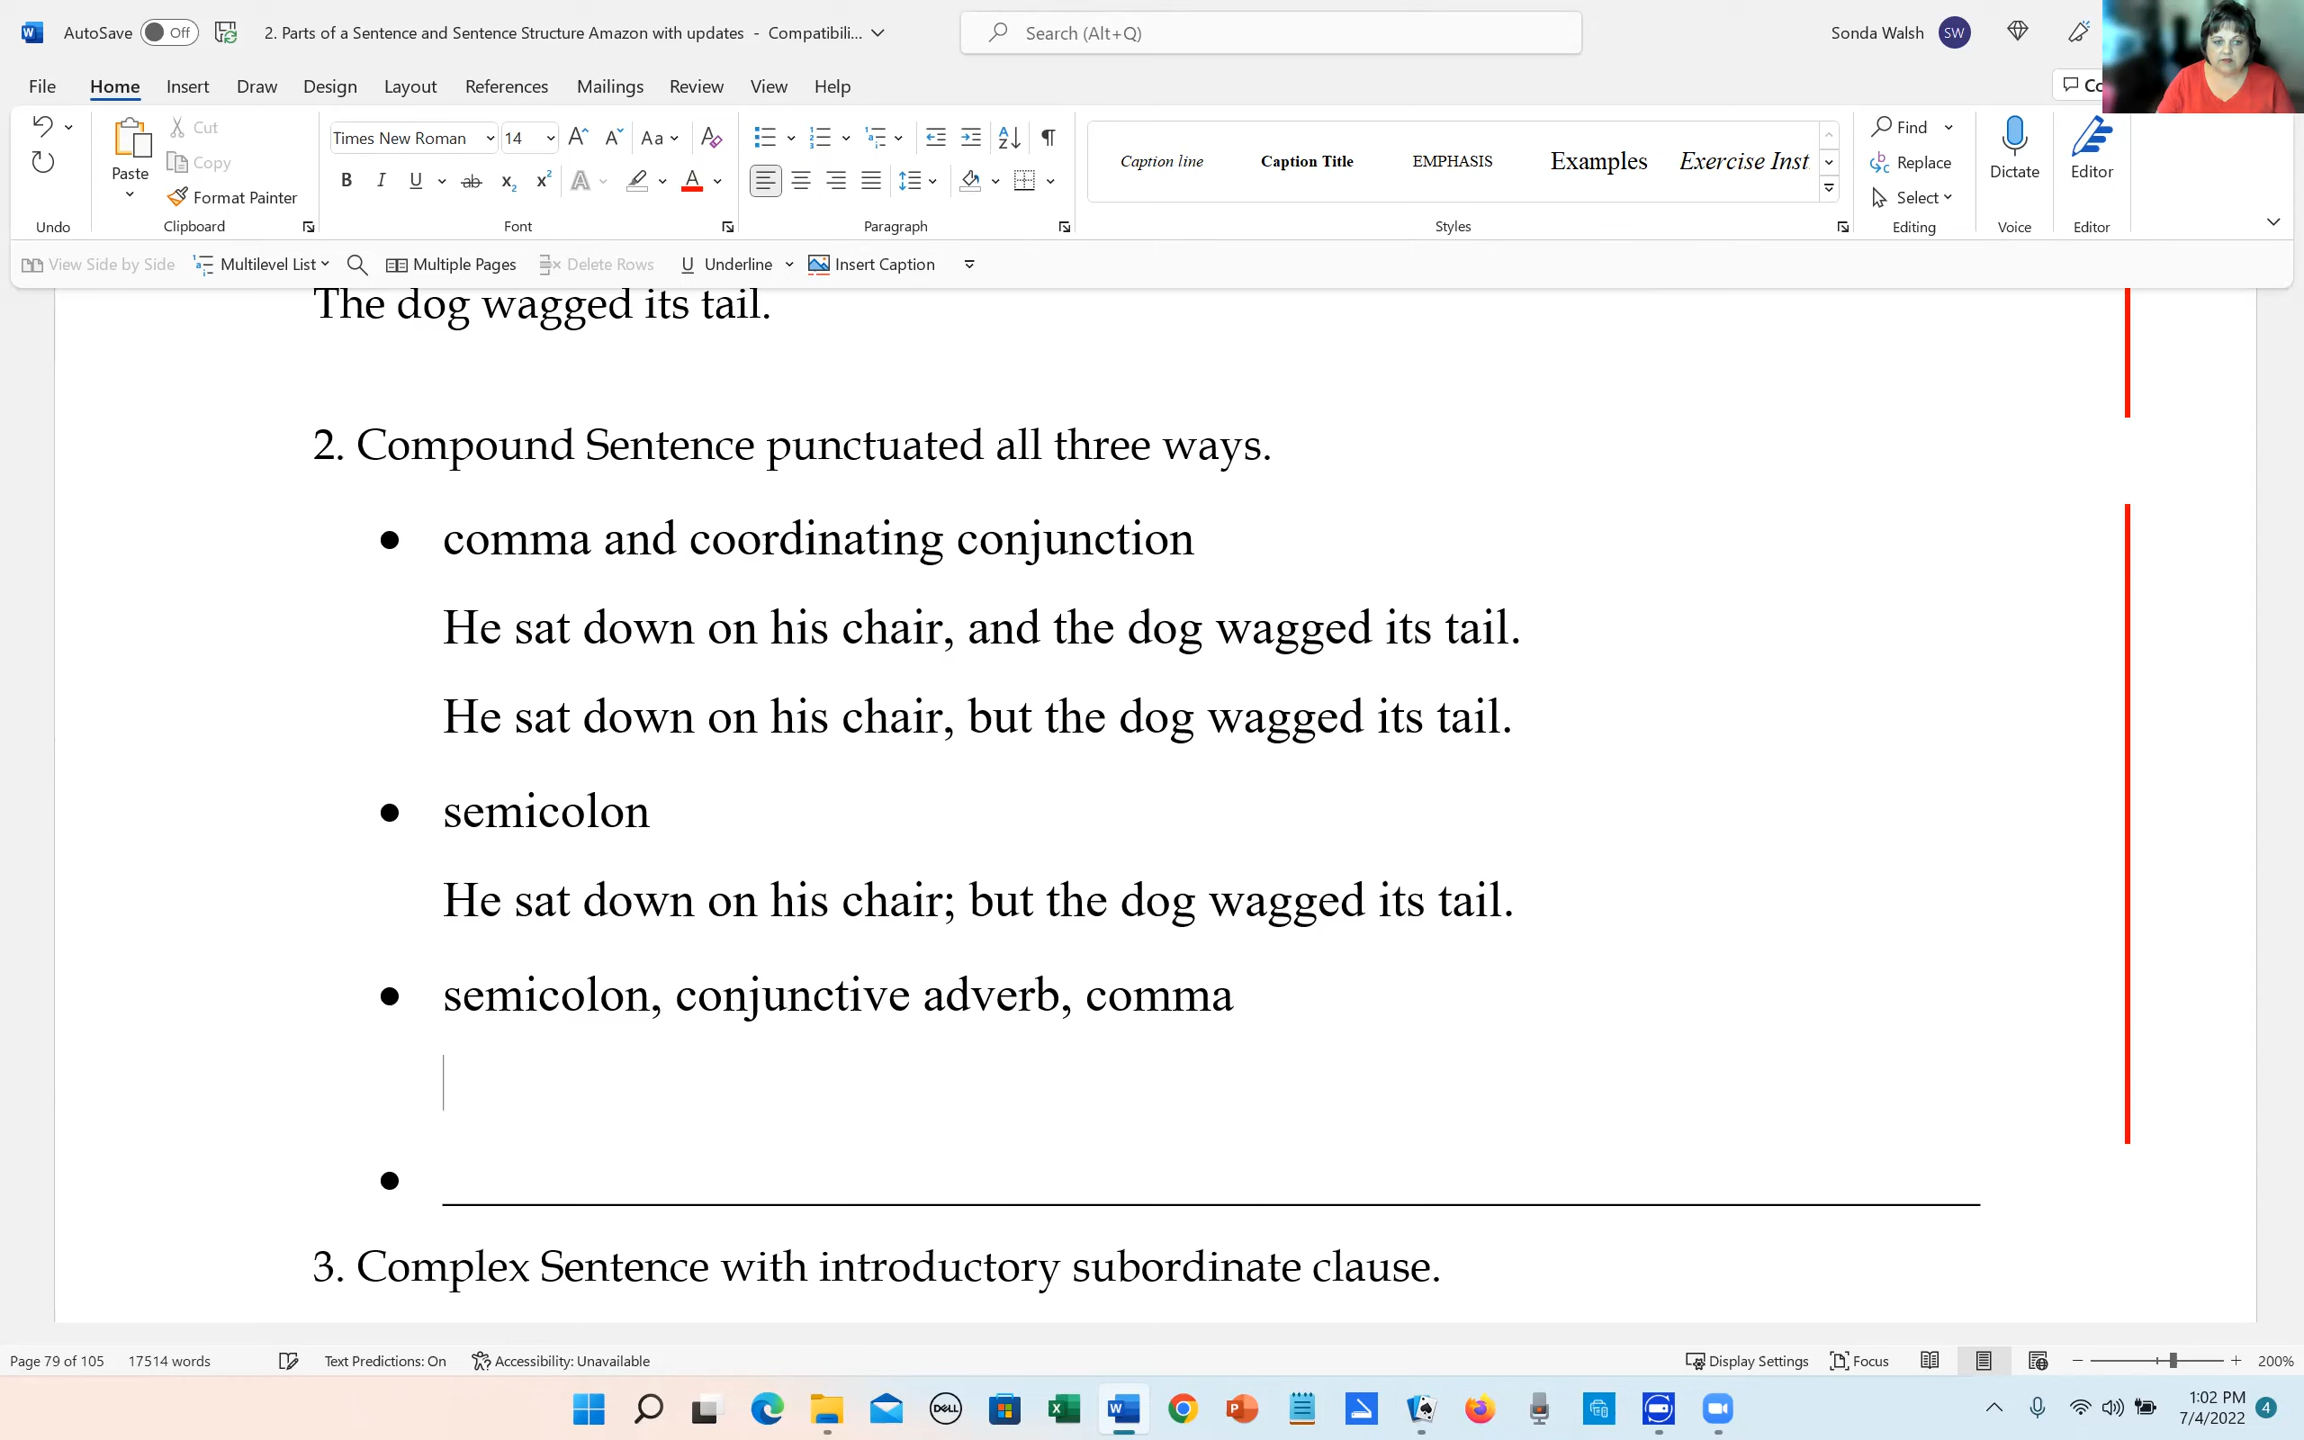 AutoSave Off 2. Parts of a Sentence and Sentence Structure Amazon with updates - Compatibili... Search (Alt+Q) Sonda Walsh SW
File Home Insert Draw Design Layout References Mailings Review View Help Co
Paste Cut Copy Format Painter
Times New Roman 14 Aa
B I U ab x₂ x² A A
Caption line Caption Title EMPHASIS Examples Exercise Inst
Find Replace Select Dictate Editor
Undo Clipboard Font Paragraph Styles Editing Voice Editor
View Side by Side Multilevel List Multiple Pages Delete Rows U Underline Insert Caption
The dog wagged its tail.
2. Compound Sentence punctuated all three ways.
● comma and coordinating conjunction
He sat down on his chair, and the dog wagged its tail.
He sat down on his chair, but the dog wagged its tail.
● semicolon
He sat down on his chair; but the dog wagged its tail.
● semicolon, conjunctive adverb, comma
3. Complex Sentence with introductory subordinate clause.
Page 79 of 105 17514 words Text Predictions: On Accessibility: Unavailable Display Settings Focus 200%
DELL
1:02 PM
7/4/2022 4